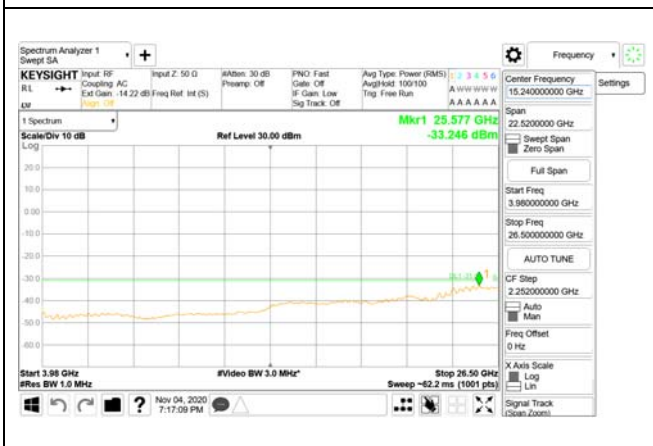 Spectrum Analyzer 1
Swept SA
KEYSIGHT
RL
Input: RF
Coupling: AC
Ext Gain: -14.22 dB
Align: Off
Input Z: 50 Ω
Freq Ref: Int (S)
#Atten: 30 dB
Preamp: Off
PNO: Fast
Gate: Off
IF Gain: Low
Sig Track: Off
Avg Type: Power (RMS)
Avg|Hold: 100/100
Trig: Free Run
1 2 3 4 5 6
A W W W W W
A A A A A A
1 Spectrum
Scale/Div 10 dB
Log
Ref Level 30.00 dBm
Mkr1 25.577 GHz
-33.246 dBm
20.0
10.0
0.00
-10.0
-20.0
-30.0
-40.0
-50.0
-60.0
1
Start 3.98 GHz
#Res BW 1.0 MHz
#Video BW 3.0 MHz*
Stop 26.50 GHz
Sweep ~62.2 ms (1001 pts)
Nov 04, 2020
7:17:09 PM
Frequency
Settings
Center Frequency
15.240000000 GHz
Span
22.5200000 GHz
Swept Span
Zero Span
Full Span
Start Freq
3.980000000 GHz
Stop Freq
26.500000000 GHz
AUTO TUNE
CF Step
2.252000000 GHz
Auto
Man
Freq Offset
0 Hz
X Axis Scale
Log
Lin
Signal Track
(Span Zoom)